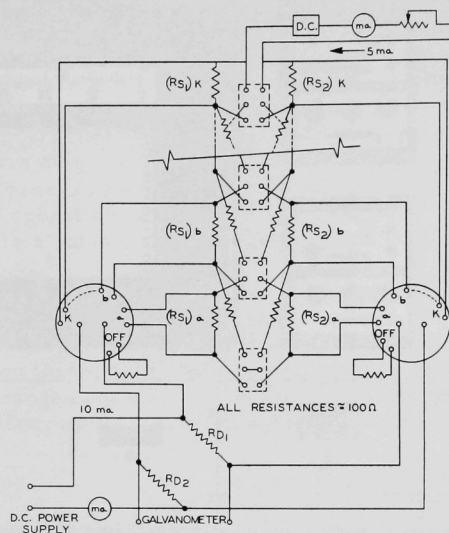 D.C. ma
5 ma
(RS₁) K (RS₂) K
(RS₁) b (RS₂) b
K b a OFF
b a K OFF
(RS₁) a (RS₂) a
10 ma
ALL RESISTANCES ≈ 100Ω
RD₁
RD₂
ma
D.C. POWER
SUPPLY
GALVANOMETER